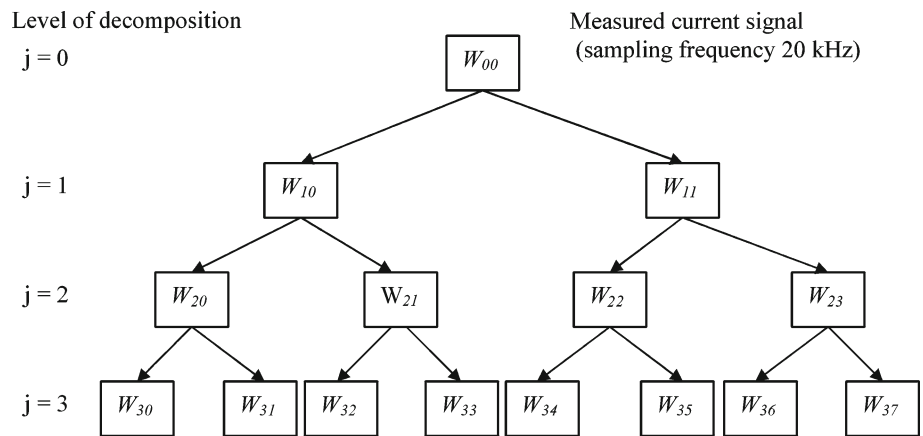 Level of decomposition
Measured current signal
(sampling frequency 20 kHz)
j = 0
W00
j = 1
W10 W11
j = 2
W20 W21 W22 W23
j = 3
W30 W31 W32 W33 W34 W35 W36 W37